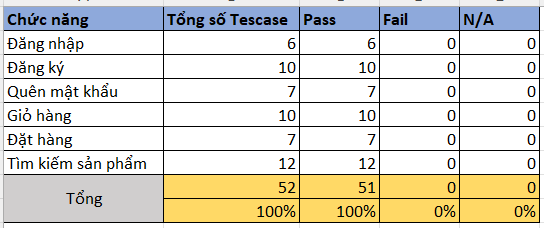 Chức năng Tổng số Tescase Pass Fail N/A
Đăng nhập 6 6 0 0
Đăng ký 10 10 0 0
Quên mật khẩu 7 7 0 0
Giỏ hàng 10 10 0 0
Đặt hàng 7 7 0 0
Tìm kiếm sản phẩm 12 12 0 0
Tổng 52 51 0 0
100% 100% 0% 0%